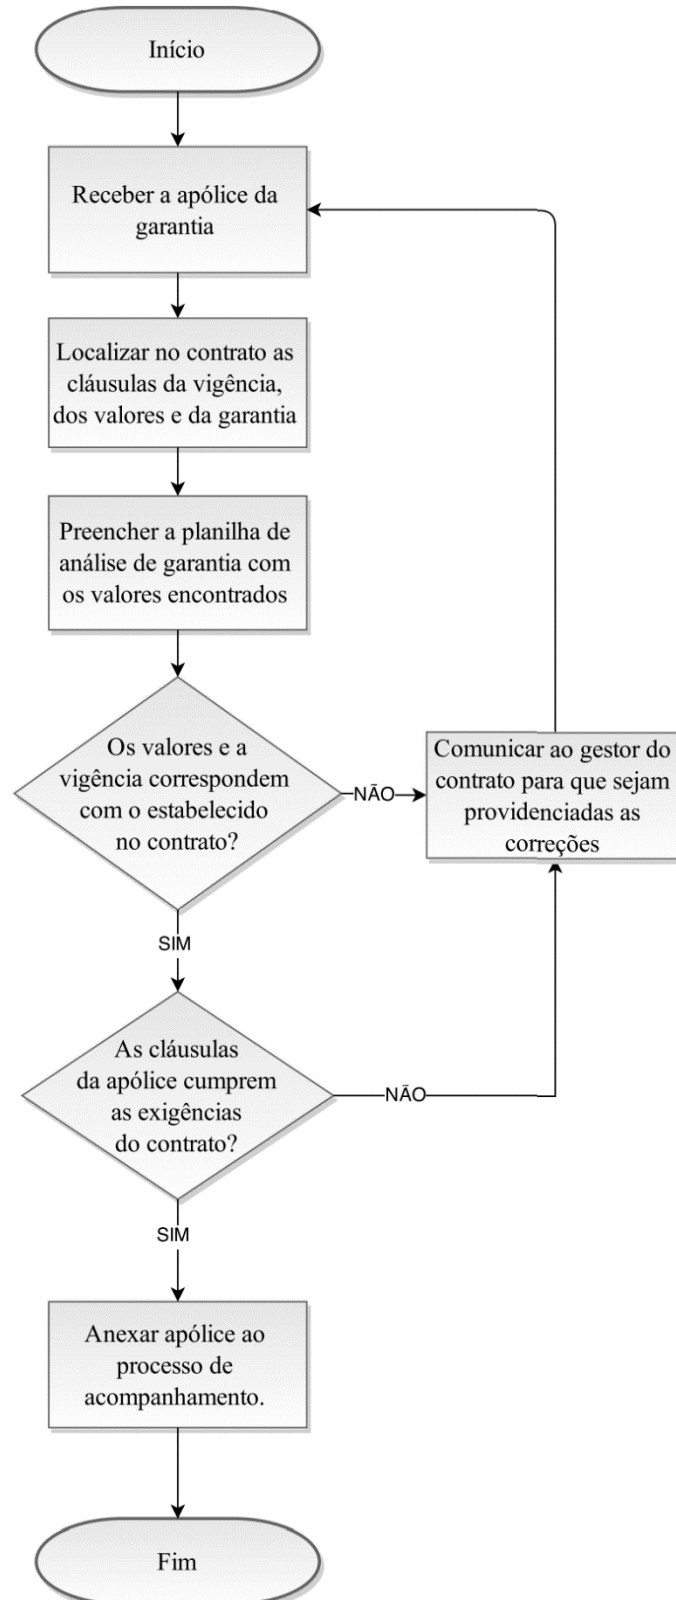 Início
Receber a apólice da
garantia
Localizar no contrato as
cláusulas da vigência,
dos valores e da garantia
Preencher a planilha de
análise de garantia com
os valores encontrados
Os valores e a
vigência correspondem
com o estabelecido
no contrato?
NÃO
Comunicar ao gestor do
contrato para que sejam
providenciadas as
correções
SIM
As cláusulas
da apólice cumprem
as exigências
do contrato?
NÃO
SIM
Anexar apólice ao
processo de
acompanhamento.
Fim